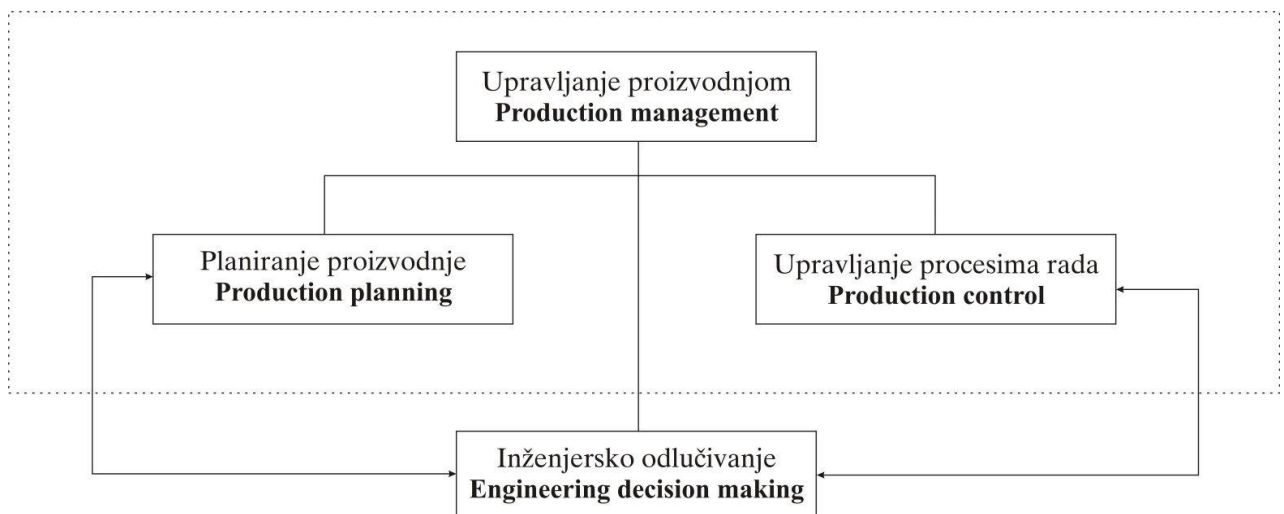 Upravljanje proizvodnjom
Production management
Planiranje proizvodnje
Production planning
Upravljanje procesima rada
Production control
Inženjersko odlučivanje
Engineering decision making